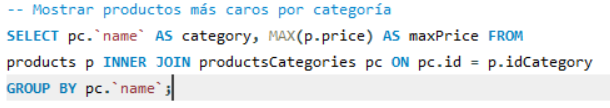 -- Mostrar productos más caros por categoría
SELECT pc.`name` AS category, MAX(p.price) AS maxPrice FROM
products p INNER JOIN productsCategories pc ON pc.id = p.idCategory
GROUP BY pc.`name`;